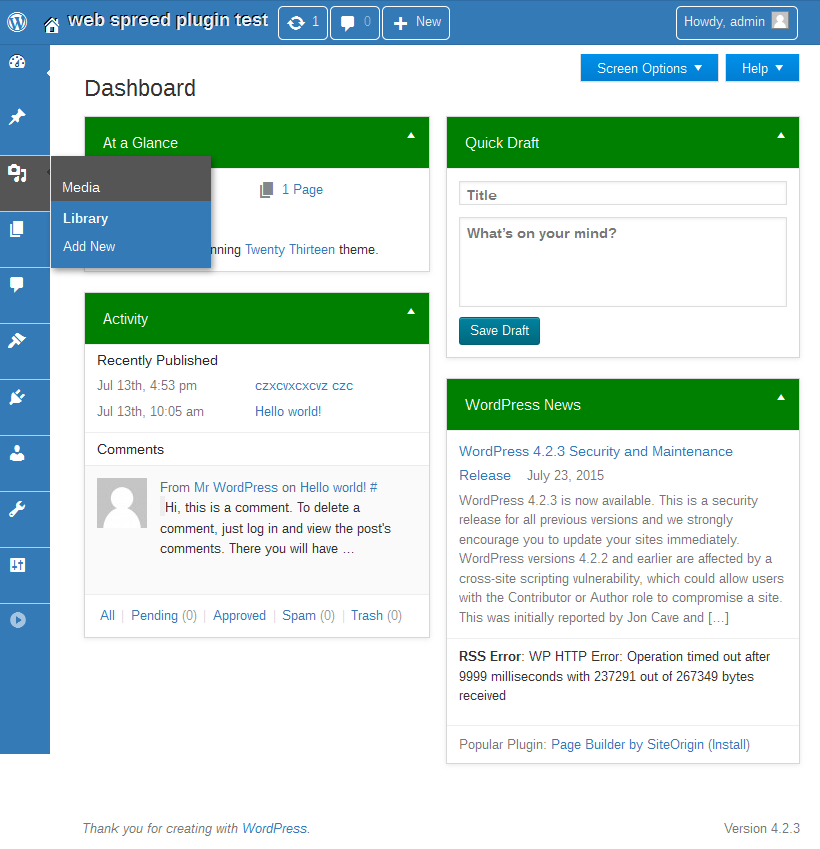 web spreed plugin test
1
0
New
Howdy, admin
Screen Options
Help
Dashboard
At a Glance
1 Page
nning Twenty Thirteen theme.
Media
Library
Add New
Activity
Recently Published
Jul 13th, 4:53 pm czxcvxcxcvz czc
Jul 13th, 10:05 am Hello world!
Comments
From Mr WordPress on Hello world! #
Hi, this is a comment. To delete a
comment, just log in and view the post's
comments. There you will have …
All | Pending (0) | Approved | Spam (0) | Trash (0)
Quick Draft
Title
What's on your mind?
Save Draft
WordPress News
WordPress 4.2.3 Security and Maintenance
Release July 23, 2015
WordPress 4.2.3 is now available. This is a security
release for all previous versions and we strongly
encourage you to update your sites immediately.
WordPress versions 4.2.2 and earlier are affected by a
cross-site scripting vulnerability, which could allow users
with the Contributor or Author role to compromise a site.
This was initially reported by Jon Cave and […]
RSS Error: WP HTTP Error: Operation timed out after
9999 milliseconds with 237291 out of 267349 bytes
received
Popular Plugin: Page Builder by SiteOrigin (Install)
Thank you for creating with WordPress.
Version 4.2.3